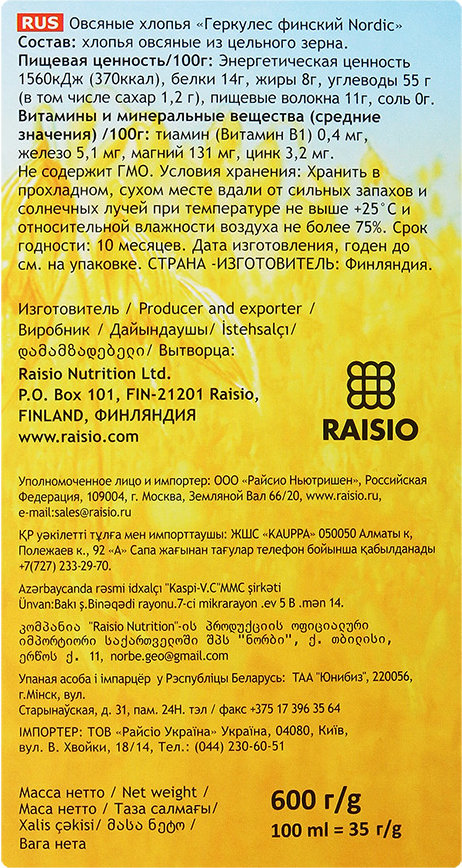 RUS Овсяные хлопья «Геркулес финский Nordic»
Состав: хлопья овсяные из цельного зерна.
Пищевая ценность/100г: Энергетическая ценность
1560кДж (370ккал), белки 14г, жиры 8г, углеводы 55 г
(в том числе сахар 1,2 г), пищевые волокна 11г, соль 0г.
Витамины и минеральные вещества (средние
значения) /100г: тиамин (Витамин В1) 0,4 мг,
железо 5,1 мг, магний 131 мг, цинк 3,2 мг.
Не содержит ГМО. Условия хранения: Хранить в
прохладном, сухом месте вдали от сильных запахов и
солнечных лучей при температуре не выше +25°С и
относительной влажности воздуха не более 75%. Срок
годности: 10 месяцев. Дата изготовления, годен до
см. на упаковке. СТРАНА -ИЗГОТОВИТЕЛЬ: Финляндия.
Изготовитель / Producer and exporter /
Виробник / Дайындаушы/ İstehsalçı/
დამამზადებელი/ Вытворца:
Raisio Nutrition Ltd.
P.O. Box 101, FIN-21201 Raisio,
FINLAND, ФИНЛЯНДИЯ
www.raisio.com
RAISIO
Уполномоченное лицо и импортер: ООО «Райсио Ньютришен», Российская
Федерация, 109004, г. Москва, Земляной Вал 66/20, www.raisio.ru,
e-mail:sales@raisio.ru
ҚР уәкілетті тұлға мен импорттаушы: ЖШС «KAUPPA» 050050 Алматы к,
Полежаев к., 92 «А» Сапа жағынан тағулар телефон бойынша қабылданады
+7(727) 233-29-70.
Azərbaycanda rəsmi idxalçı "Kaspi-V.C"MMC şirkəti
Ünvan:Bakı ş.Binəqədi rayonu.7-ci mikrarayon .ev 5 B .mən 14.
კომპანია "Raisio Nutrition"-ის პროდუქციის ოფიციალური
იმპორტიორი საქართველოში შპს "ნორბი", ქ. თბილისი,
ერწოს ქ. 11, norbe.geo@gmail.com
Упаная асоба і імпарцёр у Рэспубліцы Беларусь: ТАА "Юнибиз", 220056,
г.Мінск, вул.
Старынаўская, д. 31, пам. 24Н. тэл / факс +375 17 396 35 64
ІМПОРТЕР: ТОВ «Райсіо Україна» Україна, 04080, Київ,
вул. В. Хвойки, 18/14, Тел.: (044) 230-60-51
Масса нетто / Net weight /
Маса нетто / Таза салмағы/
Xalis çəkisi/ მასა ნეტო /
Вага нета
600 г/g
100 ml = 35 г/g